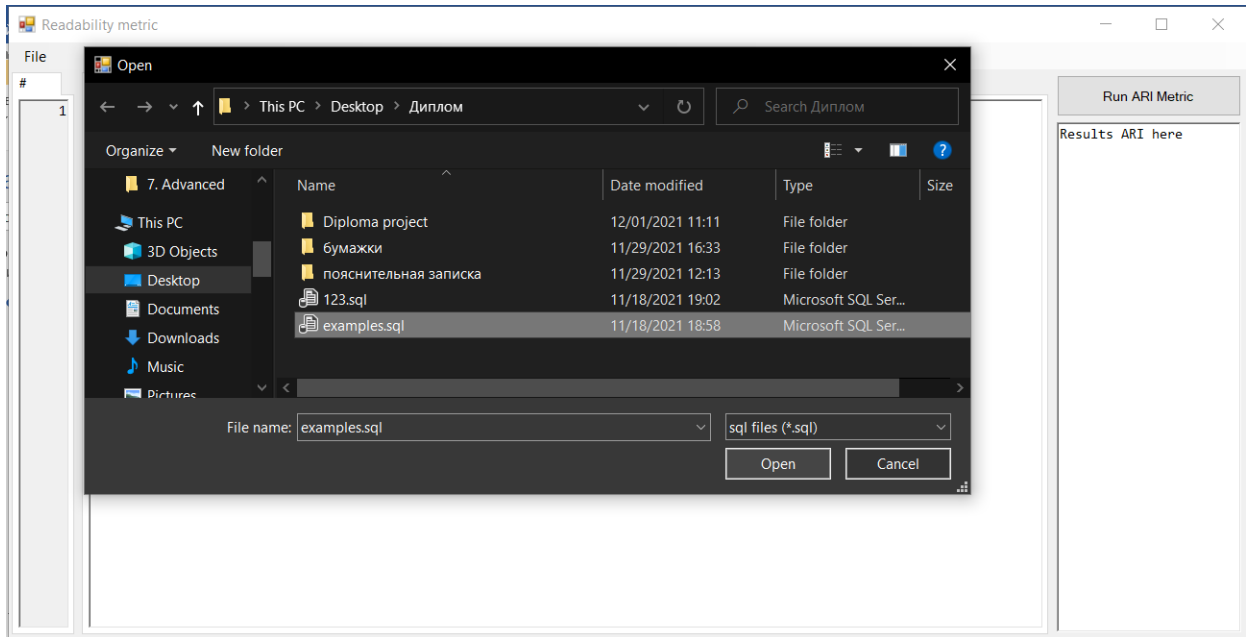 Readability metric
File
Open
#
1
This PC > Desktop > Диплом
Search Диплом
Run ARI Metric
Results ARI here
Organize
New folder
?
Name Date modified Type Size
7. Advanced
This PC
3D Objects
Desktop
Documents
Downloads
Music
Pictures
Diploma project 12/01/2021 11:11 File folder
бумажки 11/29/2021 16:33 File folder
пояснительная записка 11/29/2021 12:13 File folder
123.sql 11/18/2021 19:02 Microsoft SQL Ser...
examples.sql 11/18/2021 18:58 Microsoft SQL Ser...
File name: examples.sql
sql files (*.sql)
Open
Cancel